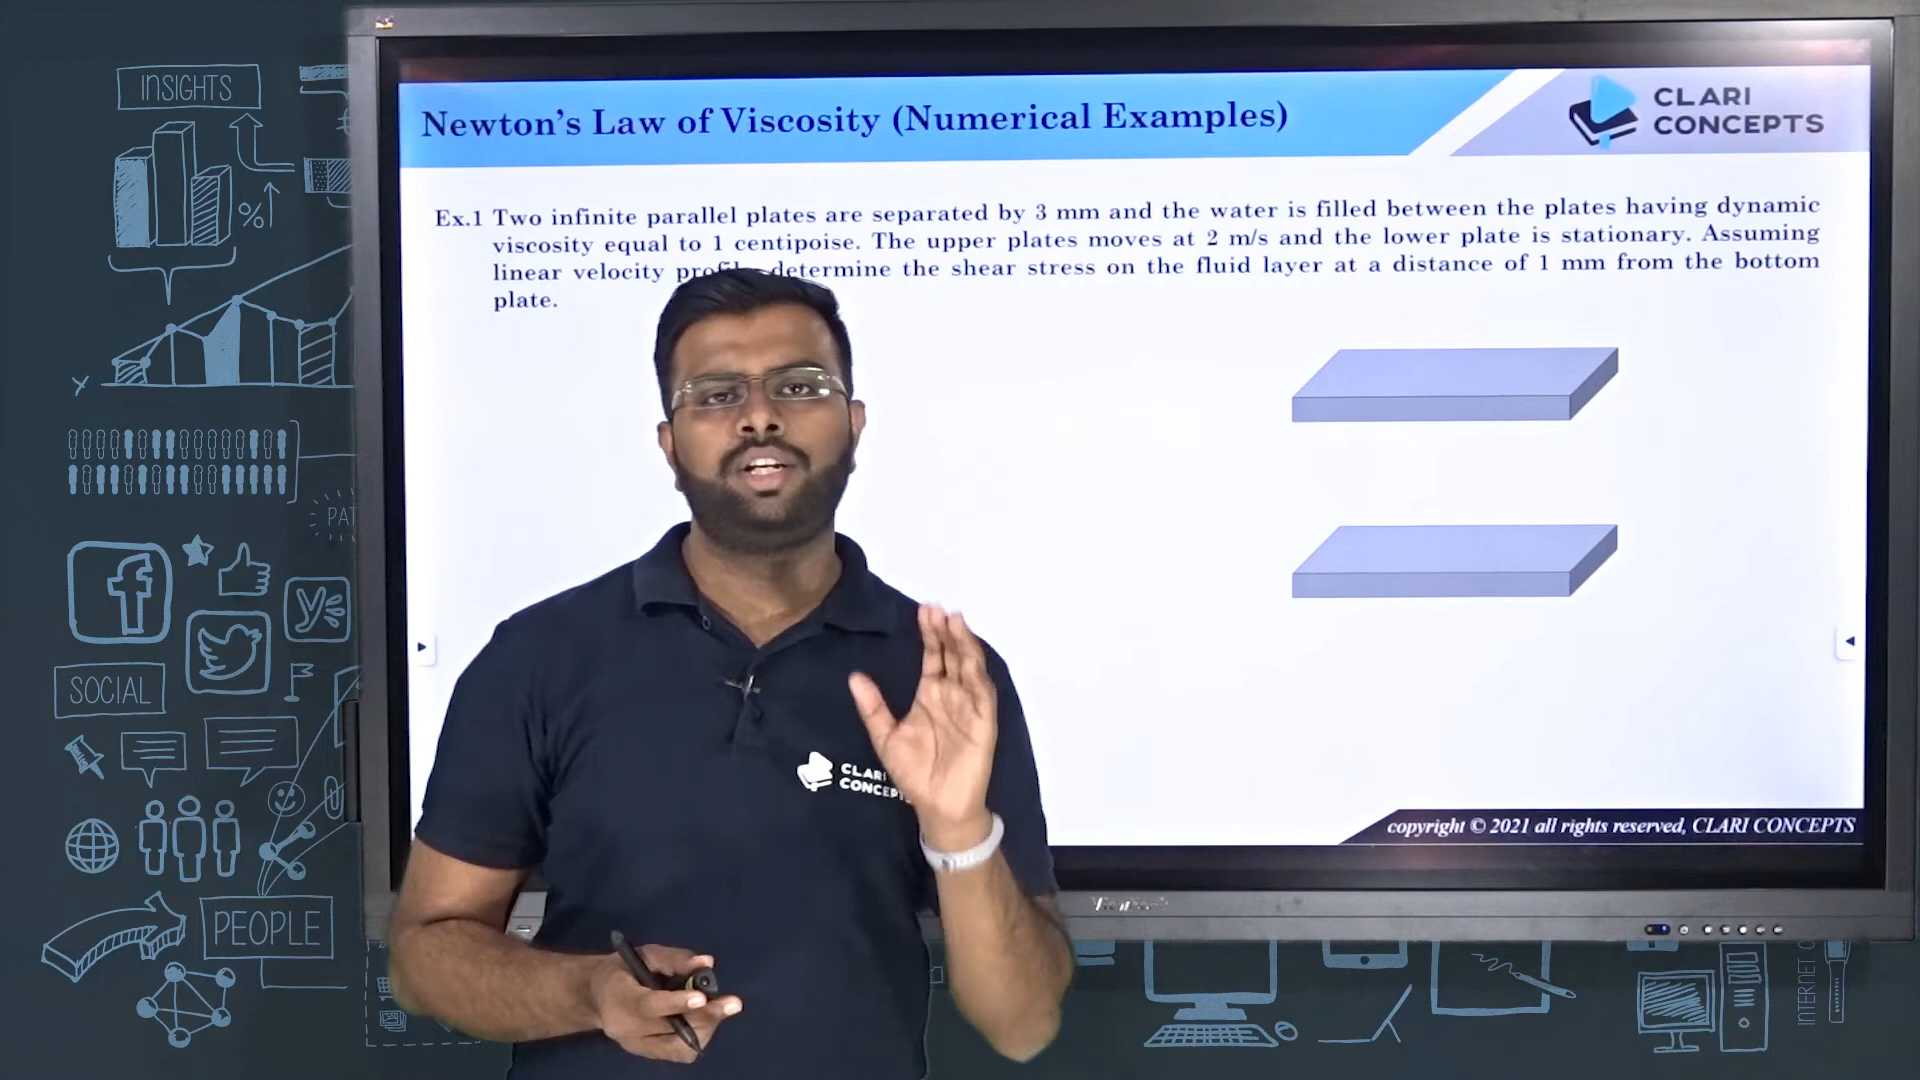 INSIGHTS
%
PAT
SOCIAL
PEOPLE
INTERNET
Newton's Law of Viscosity (Numerical Examples)
CLARI
CONCEPTS
Ex.1 Two infinite parallel plates are separated by 3 mm and the water is filled between the plates having dynamic
viscosity equal to 1 centipoise. The upper plates moves at 2 m/s and the lower plate is stationary. Assuming
linear velocity determine the shear stress on the fluid layer at a distance of 1 mm from the bottom
plate.
CLARI
CONCEPTS
copyright © 2021 all rights reserved, CLARI CONCEPTS
ViewSonic